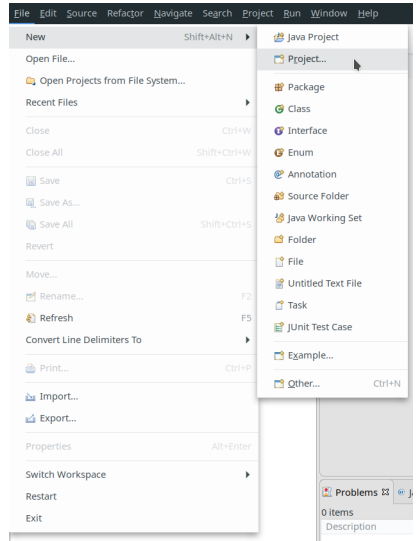 File Edit Source Refactor Navigate Search Project Run Window Help
New Shift+Alt+N
Open File...
Open Projects from File System...
Recent Files
Close Ctrl+W
Close All Shift+Ctrl+W
Save Ctrl+S
Save As...
Save All Shift+Ctrl+S
Revert
Move...
Rename... F2
Refresh F5
Convert Line Delimiters To
Print... Ctrl+P
Import...
Export...
Properties Alt+Enter
Switch Workspace
Restart
Exit
Java Project
Project...
Package
Class
Interface
Enum
Annotation
Source Folder
Java Working Set
Folder
File
Untitled Text File
Task
JUnit Test Case
Example...
Other... Ctrl+N
Problems
0 items
Description